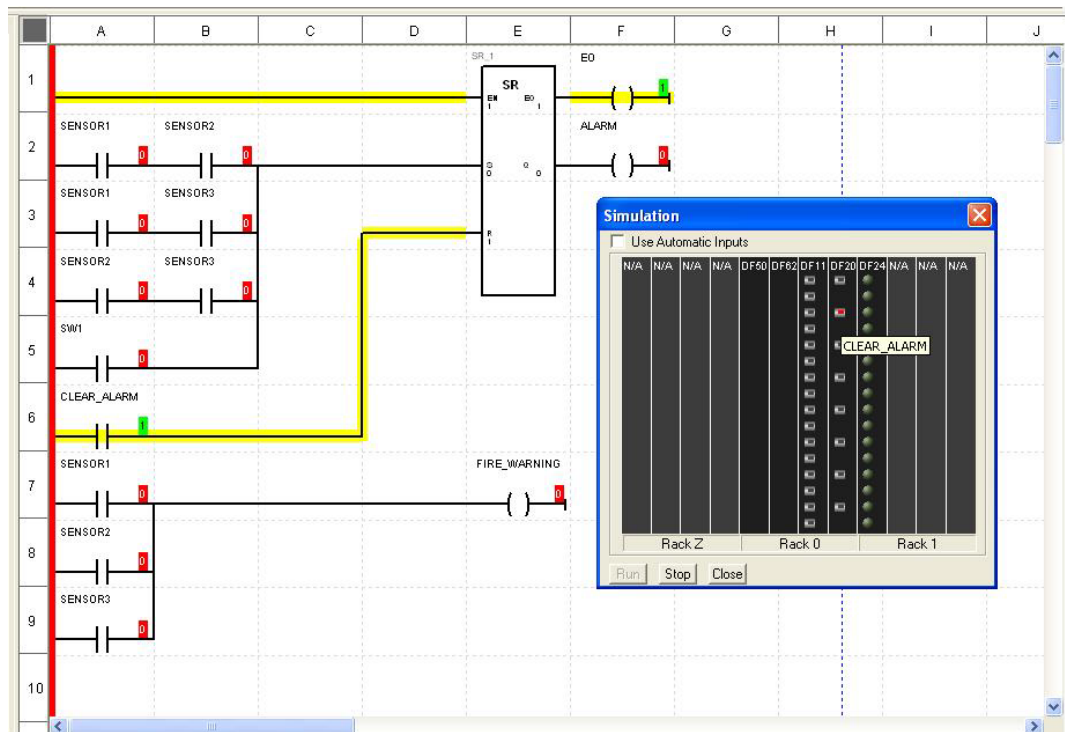 A B C D E F G H I J
SR_1 E0
1 SR
EN E0 1
1 1
SENSOR1 SENSOR2 ALARM
2 0 0 0
S Q
0 0
SENSOR1 SENSOR3
3 0 0
R
1
SENSOR2 SENSOR3
4 0 0
SW1
5 0
CLEAR_ALARM
6 1
SENSOR1 FIRE_WARNING
7 0 0
SENSOR2
8 0
SENSOR3
9 0
10
Simulation
Use Automatic Inputs
N/A N/A N/A N/A DF50 DF62 DF11 DF20 DF24 N/A N/A N/A
CLEAR_ALARM
Rack Z Rack 0 Rack 1
Run Stop Close